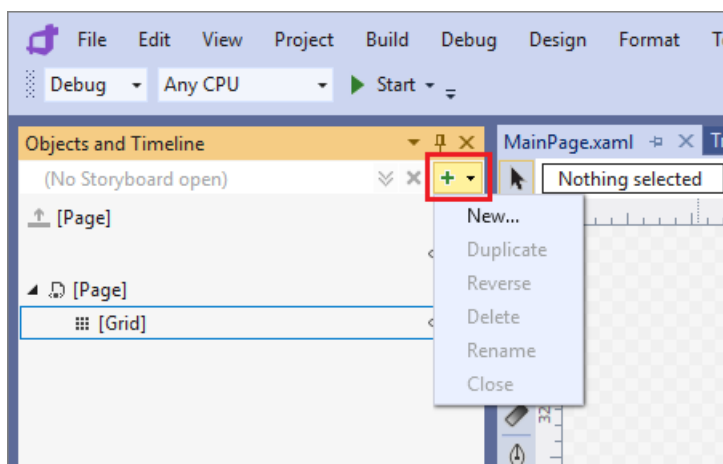 File Edit View Project Build Debug Design Format
Debug Any CPU Start
Objects and Timeline
MainPage.xaml
(No Storyboard open)
Nothing selected
[Page]
New...
Duplicate
[Page]
Reverse
[Grid]
Delete
Rename
Close